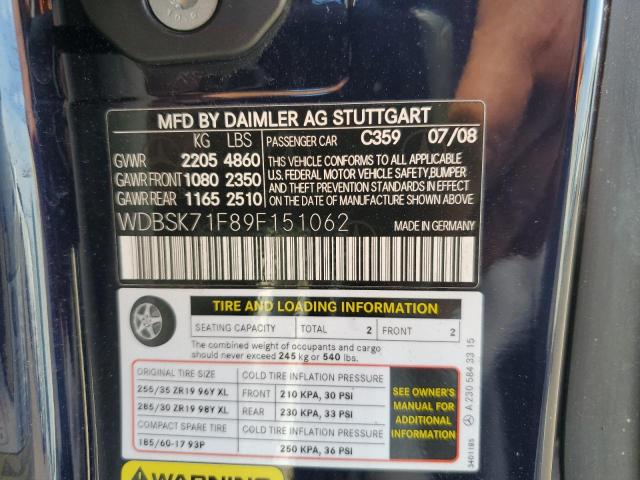 MFD BY DAIMLER AG STUTTGART
KG LBS PASSENGER CAR C359 07/08
GVWR 2205 4860
GAWR FRONT 1080 2350
GAWR REAR 1165 2510
THIS VEHICLE CONFORMS TO ALL APPLICABLE
U.S. FEDERAL MOTOR VEHICLE SAFETY, BUMPER
AND THEFT PREVENTION STANDARDS IN EFFECT
ON THE DATE OF MANUFACTURE SHOWN ABOVE
WDBSK71F89F151062
TIRE AND LOADING INFORMATION
SEATING CAPACITY TOTAL 2 FRONT 2
The combined weight of occupants and cargo
should never exceed 245 kg or 540 lbs.
ORIGINAL TIRE SIZE COLD TIRE INFLATION PRESSURE
255/35 ZR19 96Y XL FRONT 210 KPA, 30 PSI
285/30 ZR19 98Y XL REAR 230 KPA, 33 PSI
COMPACT SPARE TIRE COLD TIRE INFLATION PRESSURE
185/60-17 93P 250 KPA, 36 PSI
SEE OWNER'S
MANUAL FOR
ADDITIONAL
INFORMATION
A 230 584 33 15
3401185
WARNING